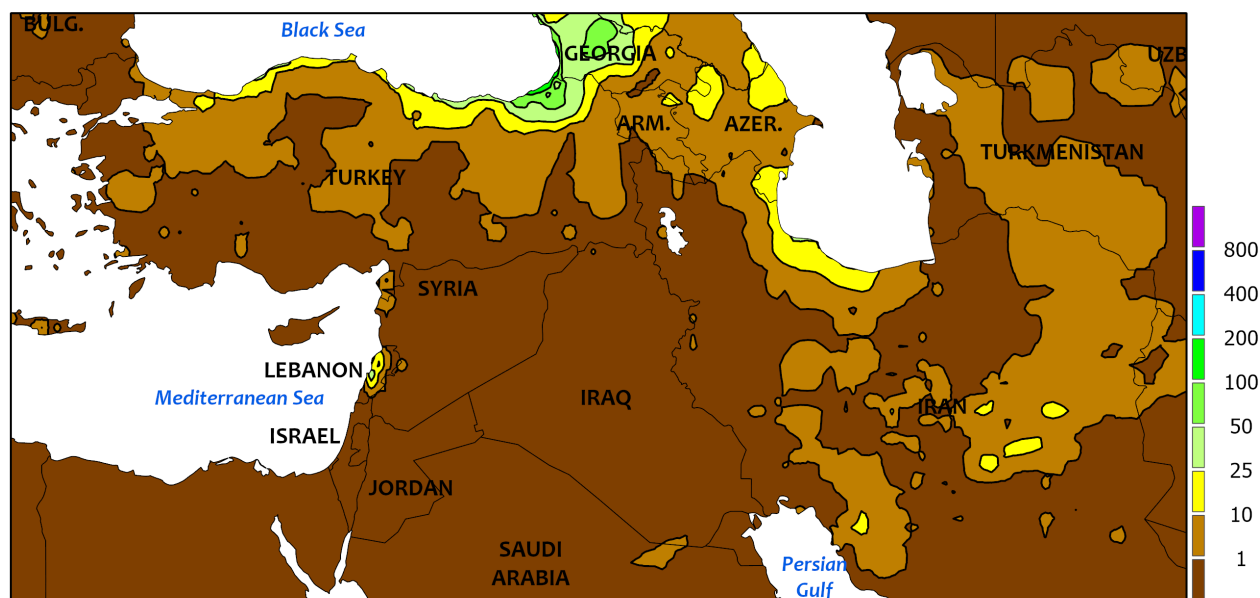 BULG.
Black Sea
GEORGIA
UZB
ARM.
AZER.
TURKMENISTAN
TURKEY
SYRIA
LEBANON
Mediterranean Sea
IRAQ
IRAN
ISRAEL
JORDAN
SAUDI
ARABIA
Persian
Gulf
800
400
200
100
50
25
10
1